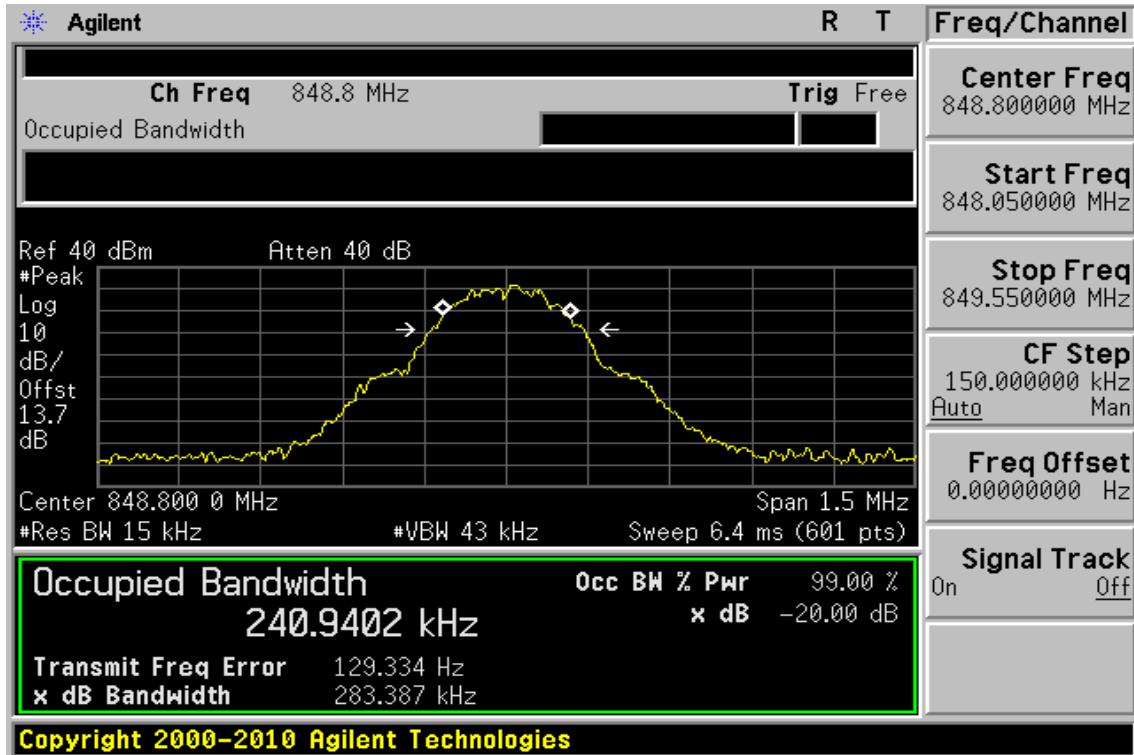 Agilent R T
Freq/Channel
Ch Freq 848.8 MHz Trig Free
Occupied Bandwidth
Center Freq
848.800000 MHz
Start Freq
848.050000 MHz
Stop Freq
849.550000 MHz
CF Step
150.000000 kHz
Auto Man
Freq Offset
0.00000000 Hz
Signal Track
On Off
Ref 40 dBm Atten 40 dB
#Peak
Log
10
dB/
Offst
13.7
dB
Center 848.800 0 MHz Span 1.5 MHz
#Res BW 15 kHz #VBW 43 kHz Sweep 6.4 ms (601 pts)
Occupied Bandwidth
240.9402 kHz
Occ BW % Pwr 99.00 %
x dB -20.00 dB
Transmit Freq Error 129.334 Hz
x dB Bandwidth 283.387 kHz
Copyright 2000-2010 Agilent Technologies